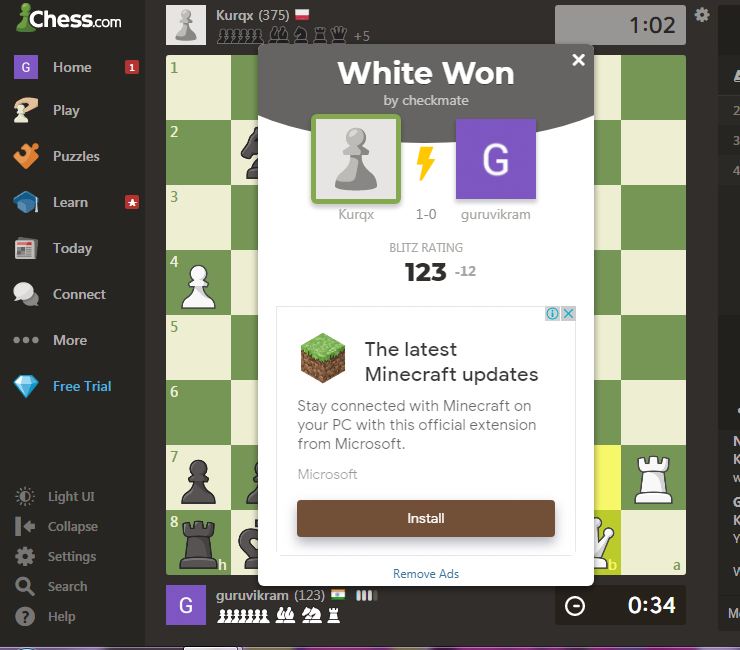 Chess.com
Kurqx (375)
+5
1:02
G
Home
1
Play
Puzzles
Learn
Today
Connect
More
Free Trial
Light UI
Collapse
Settings
Search
Help
White Won
by checkmate
G
Kurqx
1-0
guruvikram
BLITZ RATING
123 -12
The latest
Minecraft updates
Stay connected with Minecraft on
your PC with this official extension
from Microsoft.
Microsoft
Install
Remove Ads
1
2
3
4
5
6
7
8
h
b
a
G
guruvikram (123)
0:34
2
3
4